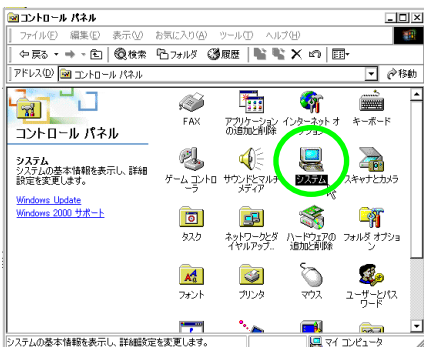 コントロール パネル
ファイル(F) 編集(E) 表示(V) お気に入り(A) ツール(T) ヘルプ(H)
戻る 検索 フォルダ 履歴
アドレス(D) コントロール パネル 移動
コントロール パネル
システム
システムの基本情報を表示し、詳細
設定を変更します。
Windows Update
Windows 2000 サポート
FAX
アプリケーション
の追加と削除
インターネット オ
プション
キーボード
ゲーム コントロ
ーラ
サウンドとマルチ
メディア
システム
スキャナとカメラ
タスク
ネットワークとダ
イヤルアップ...
ハードウェアの
追加と削除
フォルダ オプショ
ン
フォント
プリンタ
マウス
ユーザーとパス
ワード
システムの基本情報を表示し、詳細設定を変更します。 マイ コンピュータ